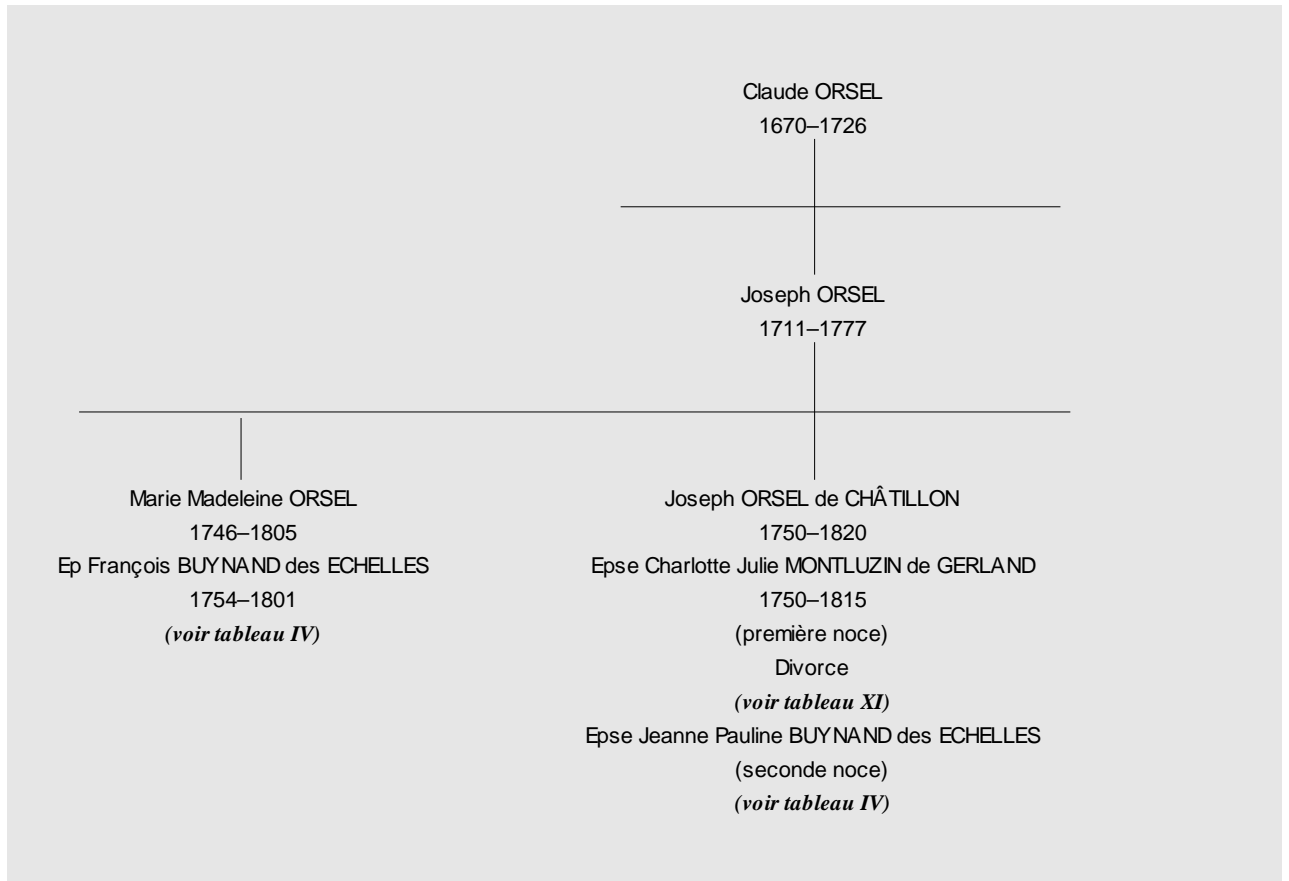 Claude ORSEL
1670–1726
Joseph ORSEL
1711–1777
Marie Madeleine ORSEL
1746–1805
Ep François BUYNAND des ECHELLES
1754–1801
(voir tableau IV)
Joseph ORSEL de CHÂTILLON
1750–1820
Epse Charlotte Julie MONTLUZIN de GERLAND
1750–1815
(première noce)
Divorce
(voir tableau XI)
Epse Jeanne Pauline BUYNAND des ECHELLES
(seconde noce)
(voir tableau IV)